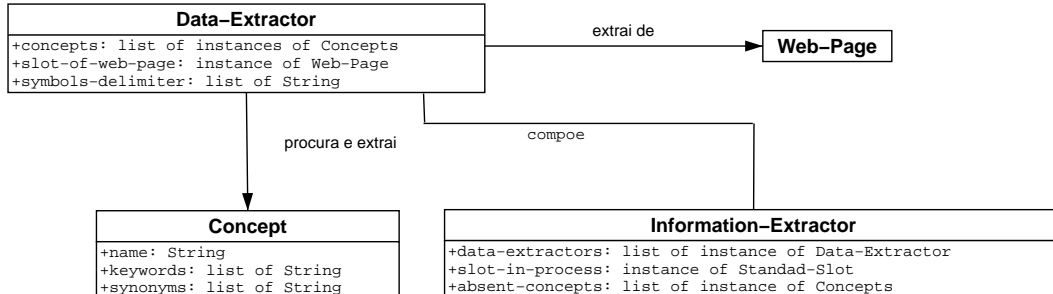 Data–Extractor
+concepts: list of instances of Concepts
+slot-of-web-page: instance of Web-Page
+symbols-delimiter: list of String
extrai de
Web–Page
procura e extrai
compoe
Concept
+name: String
+keywords: list of String
+synonyms: list of String
Information–Extractor
+data-extractors: list of instance of Data-Extractor
+slot-in-process: instance of Standad-Slot
+absent-concepts: list of instance of Concepts